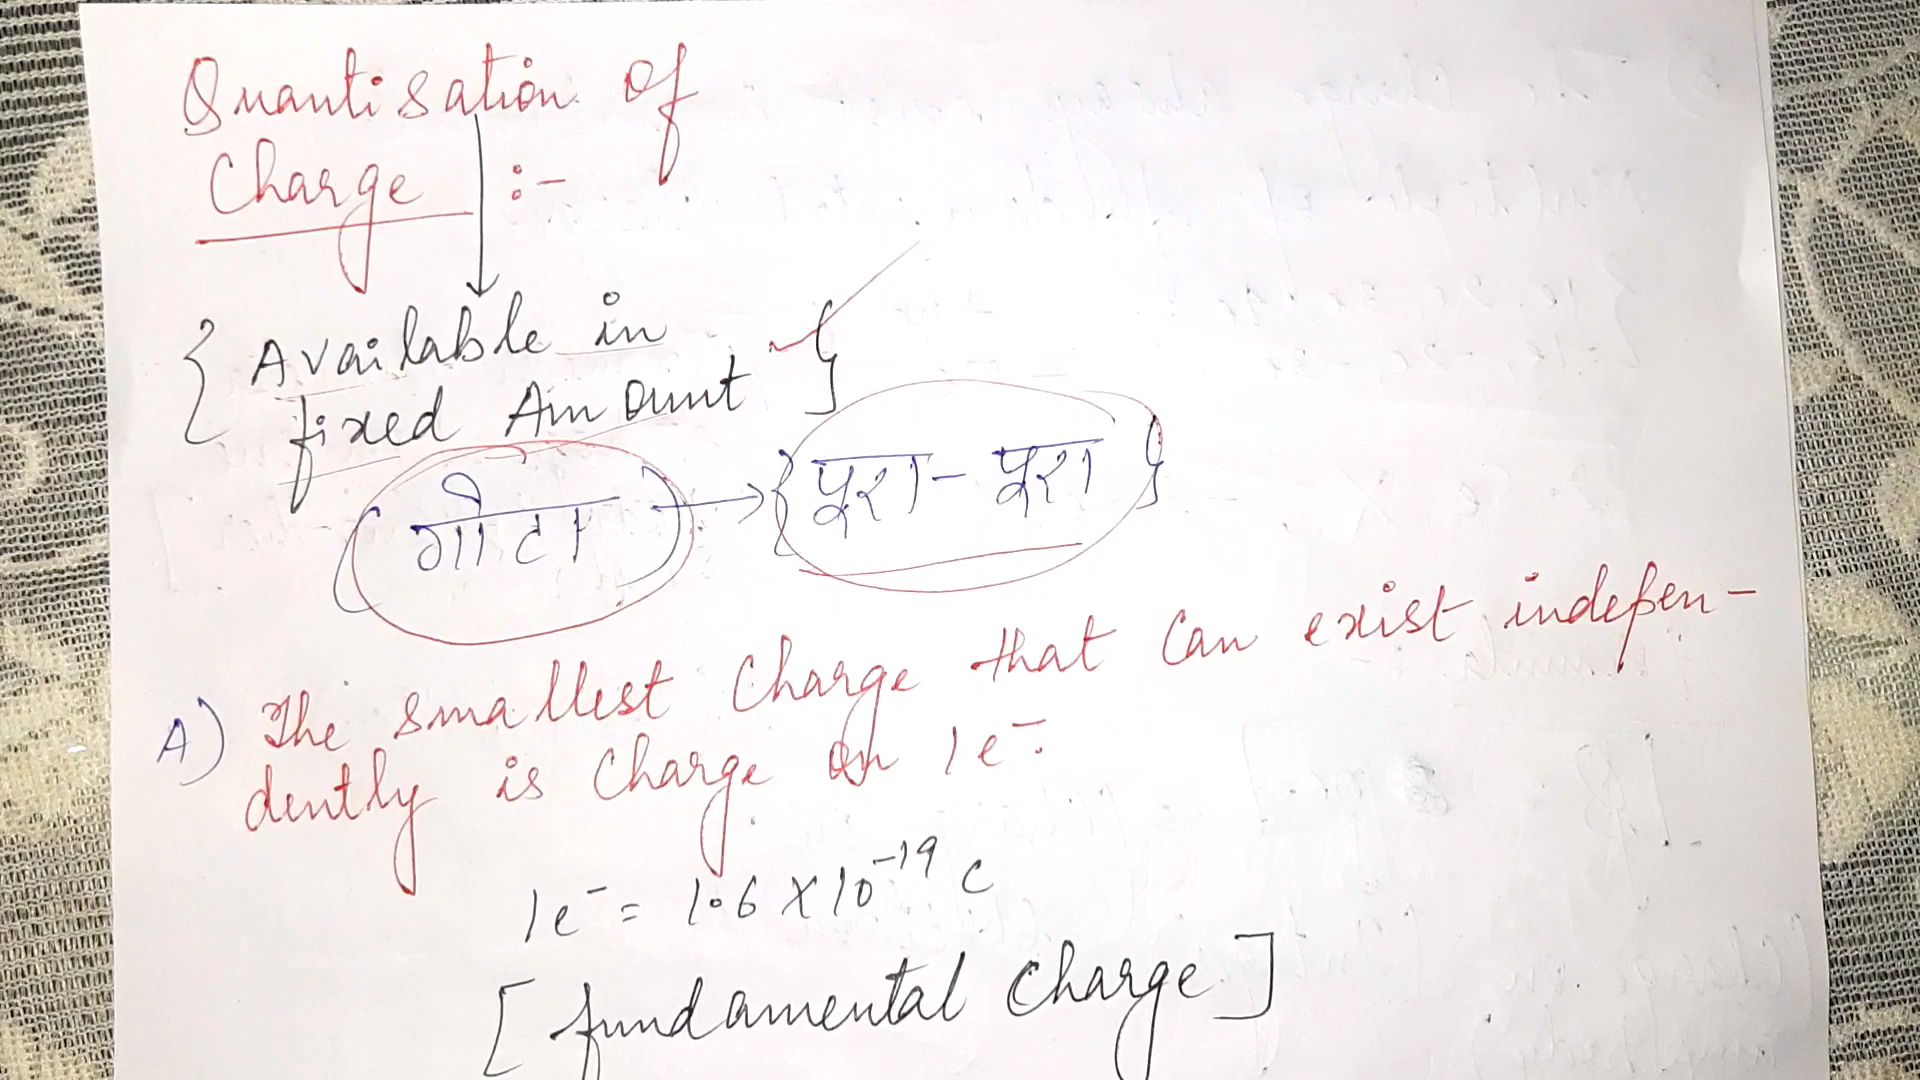 Quantisation of
Charge :-
{ Available in
fixed Amount }
( गोटा ) → { पूरा - पूरा }
A) The smallest charge that can exist indepen-
dently is charge on 1e⁻.
1e⁻ = 1.6 X 10⁻¹⁹ C
[ fundamental charge ]